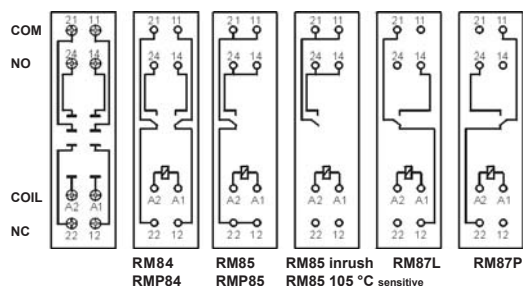 COM 21 11 21 11 21 11 21 11 21 11 21 11
NO 24 14 24 14 24 14 24 14 24 14 24 14
COIL A2 A1 A2 A1 A2 A1 A2 A1 A2 A1 A2 A1
NC 22 12 22 12 22 12 22 12 22 12 22 12
RM84 RM85 RM85 inrush RM87L RM87P
RMP84 RMP85 RM85 105 °C sensitive